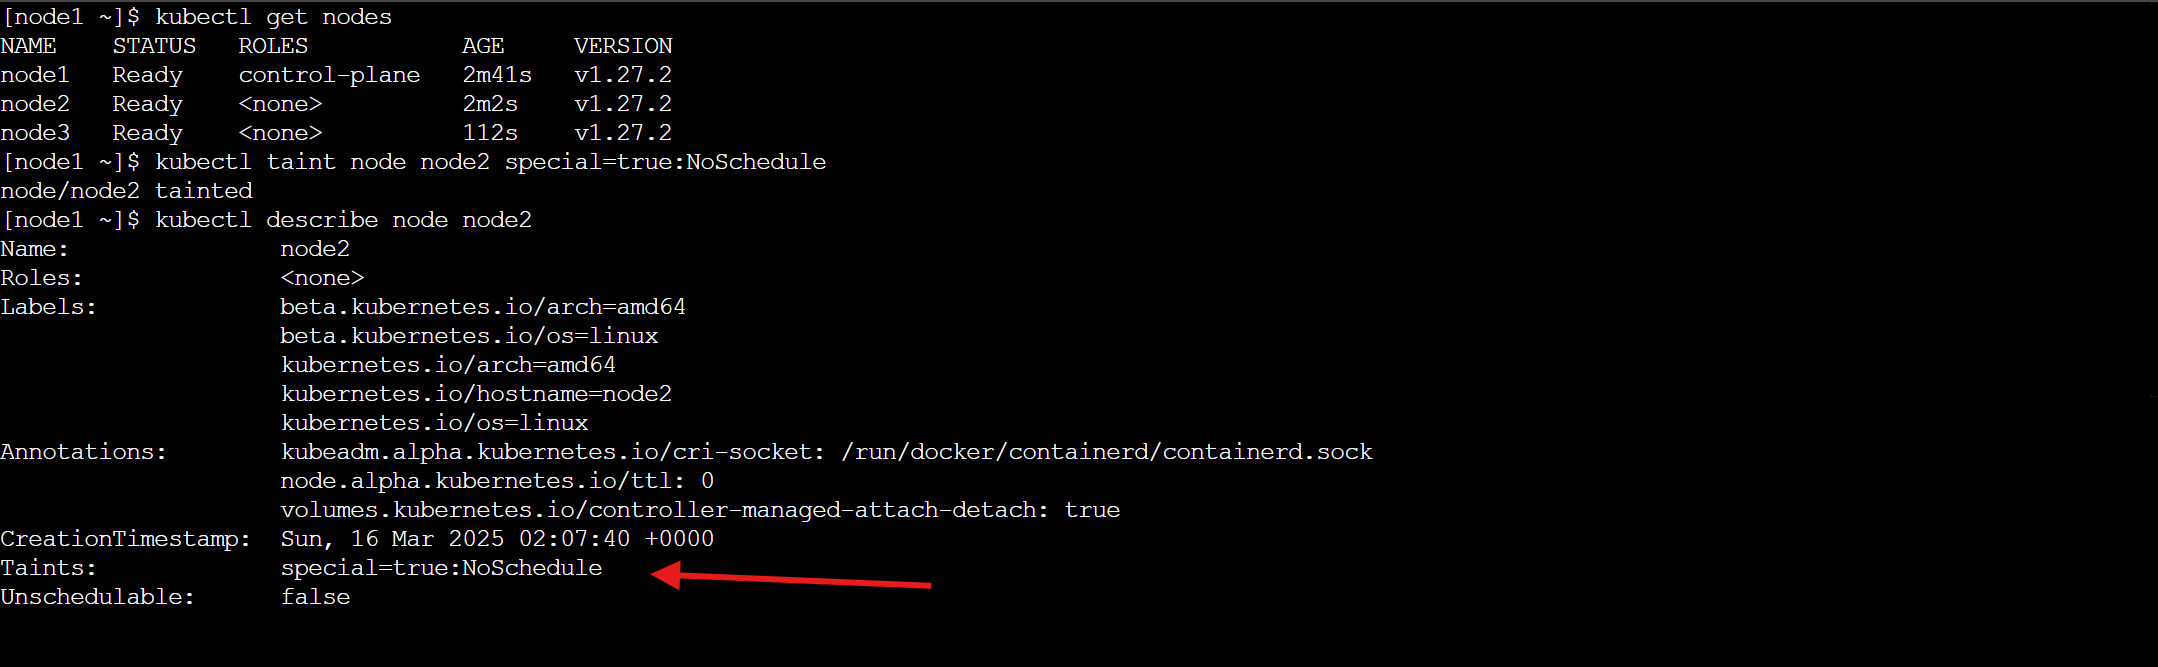 [node1 ~]$ kubectl get nodes
NAME    STATUS   ROLES           AGE     VERSION
node1   Ready    control-plane   2m41s   v1.27.2
node2   Ready    <none>          2m2s    v1.27.2
node3   Ready    <none>          112s    v1.27.2
[node1 ~]$ kubectl taint node node2 special=true:NoSchedule
node/node2 tainted
[node1 ~]$ kubectl describe node node2
Name:               node2
Roles:              <none>
Labels:             beta.kubernetes.io/arch=amd64
                    beta.kubernetes.io/os=linux
                    kubernetes.io/arch=amd64
                    kubernetes.io/hostname=node2
                    kubernetes.io/os=linux
Annotations:        kubeadm.alpha.kubernetes.io/cri-socket: /run/docker/containerd/containerd.sock
                    node.alpha.kubernetes.io/ttl: 0
                    volumes.kubernetes.io/controller-managed-attach-detach: true
CreationTimestamp:  Sun, 16 Mar 2025 02:07:40 +0000
Taints:             special=true:NoSchedule
Unschedulable:      false